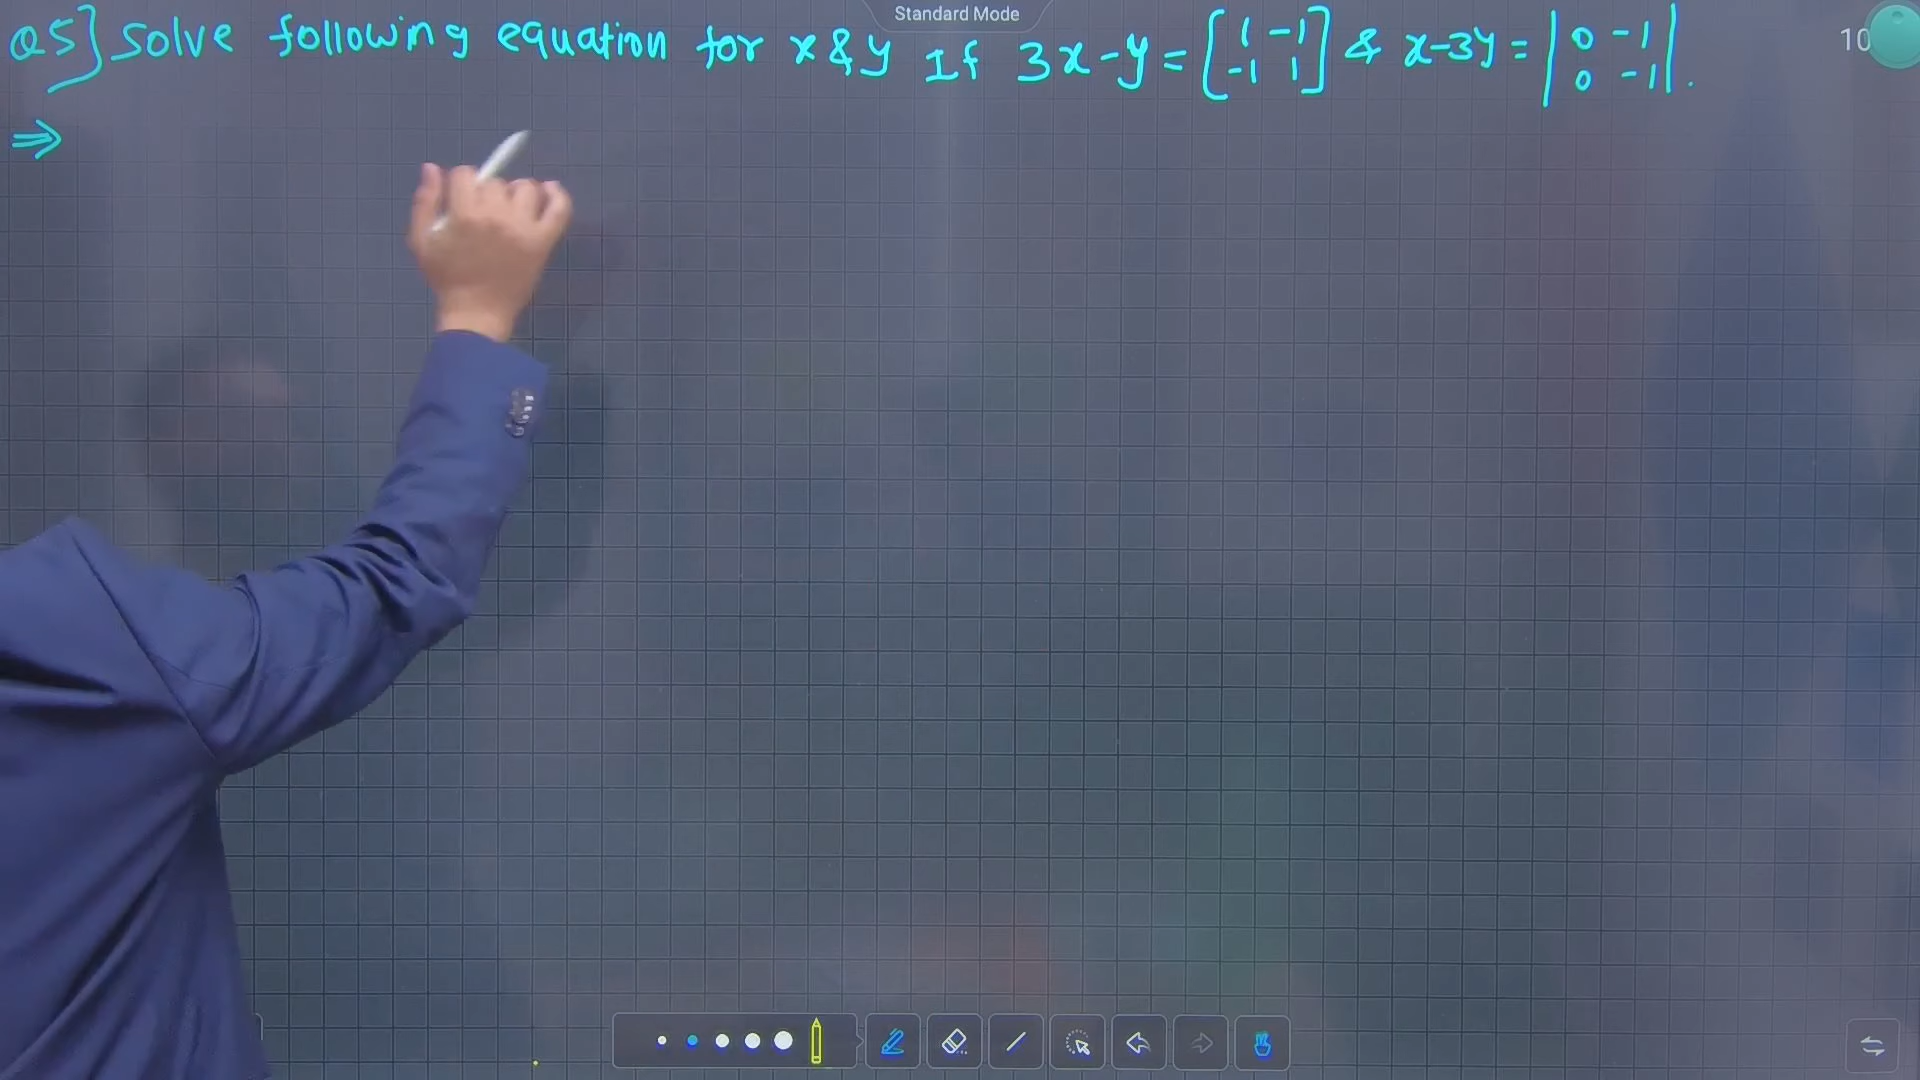 Standard Mode
10
Q5] Solve following equation for x & y If 3x-y = [1 -1 -1 1] & x-3y = |0 -1 0 -1|.
⇒